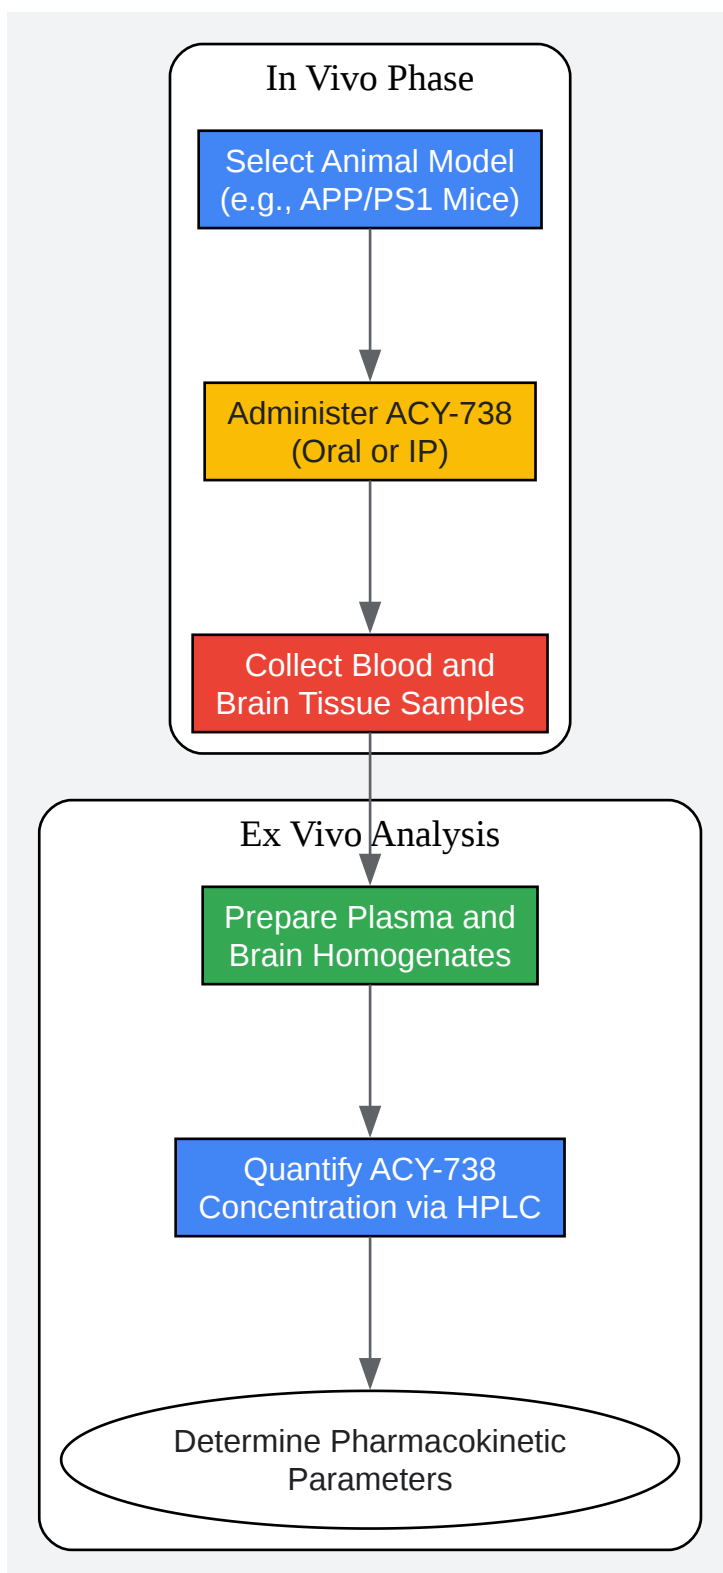 In Vivo Phase
Select Animal Model
(e.g., APP/PS1 Mice)
Administer ACY-738
(Oral or IP)
Collect Blood and
Brain Tissue Samples
Ex Vivo Analysis
Prepare Plasma and
Brain Homogenates
Quantify ACY-738
Concentration via HPLC
Determine Pharmacokinetic
Parameters